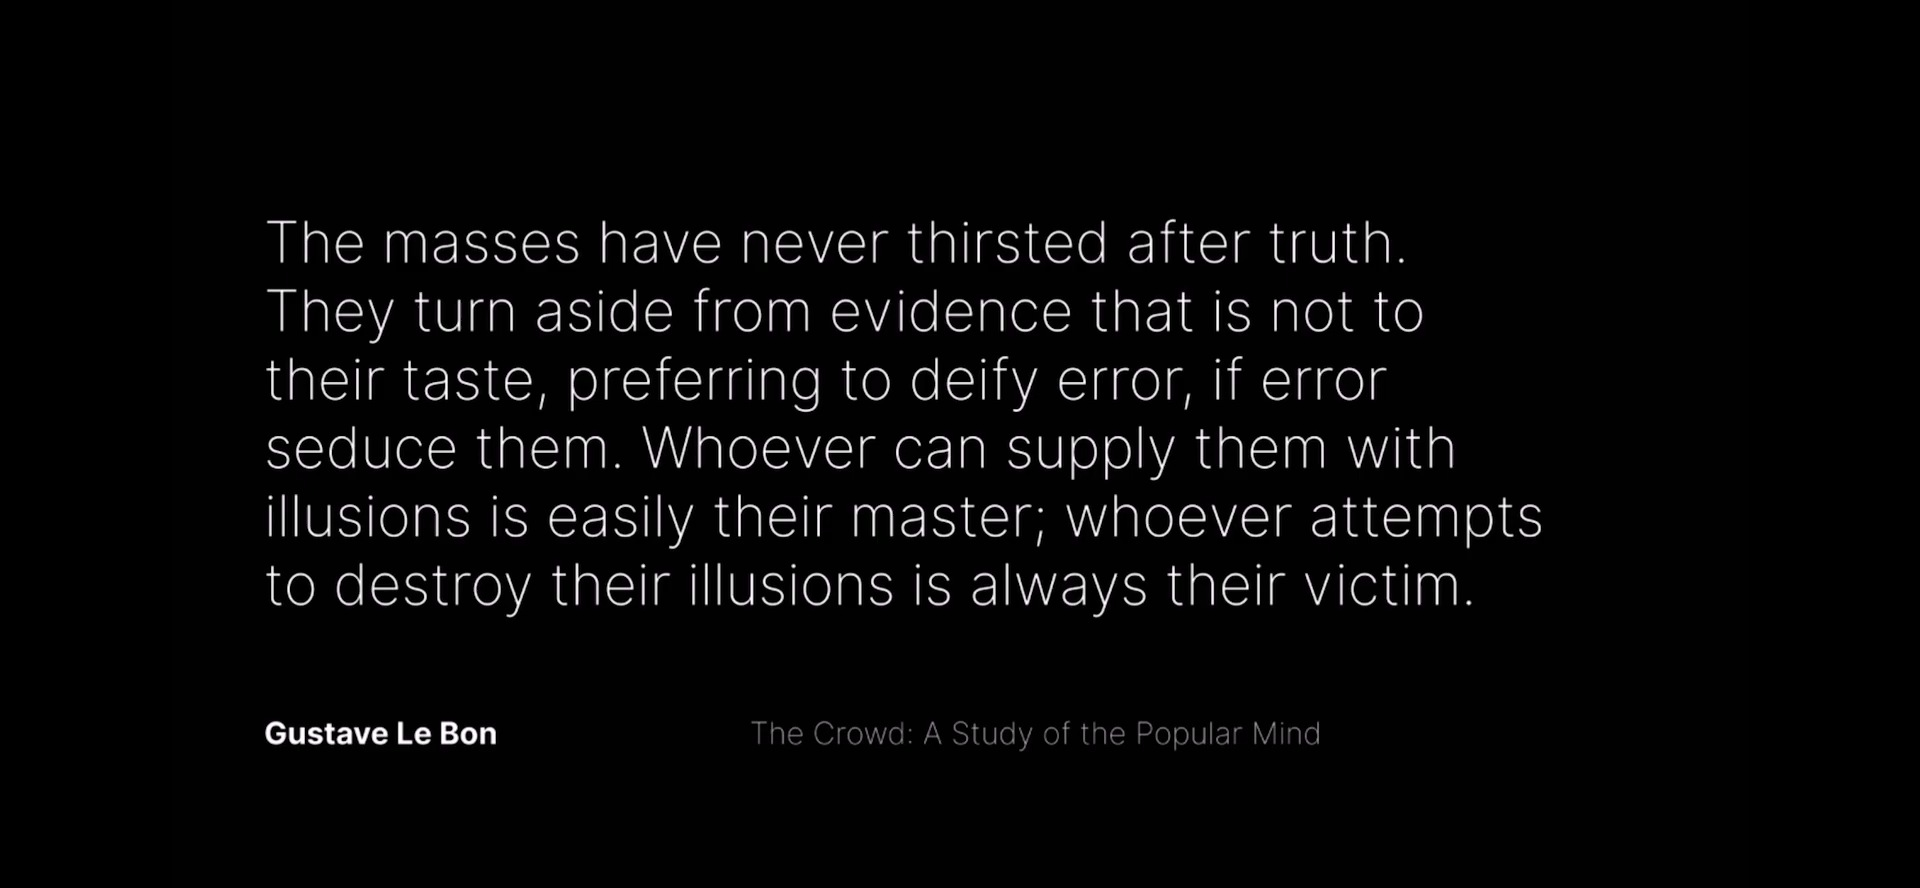 The masses have never thirsted after truth.
They turn aside from evidence that is not to
their taste, preferring to deify error, if error
seduce them. Whoever can supply them with
illusions is easily their master; whoever attempts
to destroy their illusions is always their victim.
Gustave Le Bon
The Crowd: A Study of the Popular Mind